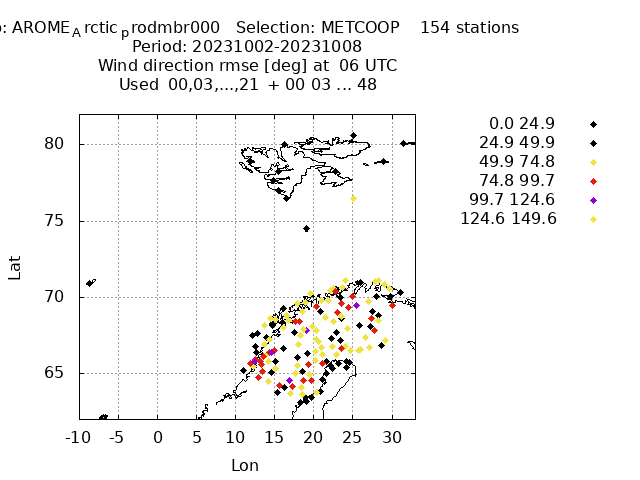 : AROME_Arctic_prodmbr000 Selection: METCOOP 154 stations
Period: 20231002-20231008
Wind direction rmse [deg] at 06 UTC
Used 00,03,...,21 + 00 03 ... 48
0.0 24.9
24.9 49.9
49.9 74.8
74.8 99.7
99.7 124.6
124.6 149.6
80
75
70
65
Lat
-10 -5 0 5 10 15 20 25 30
Lon